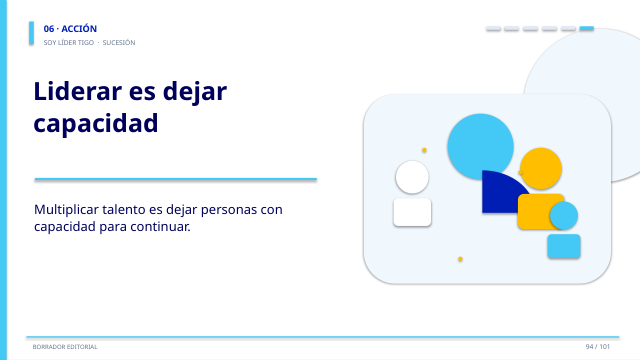 06 · ACCIÓN
SOY LÍDER TIGO · SUCESIÓN
Liderar es dejar
capacidad
Multiplicar talento es dejar personas con
capacidad para continuar.
BORRADOR EDITORIAL
94 / 101